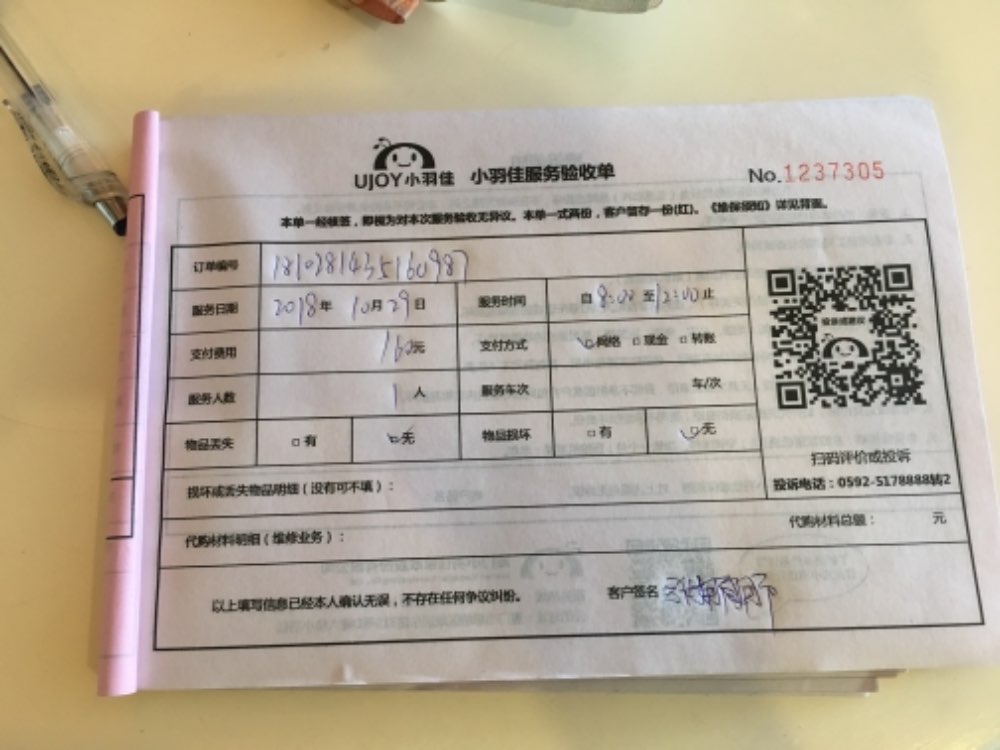 UJOY小羽佳 小羽佳服务验收单 No.1237305
本单一经签签，即视为对本次服务验收无异议。本单一式两份，客户留存一份(红)。《维保须知》详见背面。
订单编号 1810281435160987
服务日期 2018年 10月29日 服务时间 自8:00至12:00止
支付费用 160元 支付方式 网络 现金 转账
服务人数 1人 服务车次 车/次
物品丢失 有 无 物品损坏 有 无
扫码评价或投诉
投诉电话：0592-5178888转2
损坏或丢失物品明细（没有可不填）：
代购材料明细（维修业务）： 代购材料总额： 元
以上填写信息已经本人确认无误，不存在任何争议纠纷。 客户签名